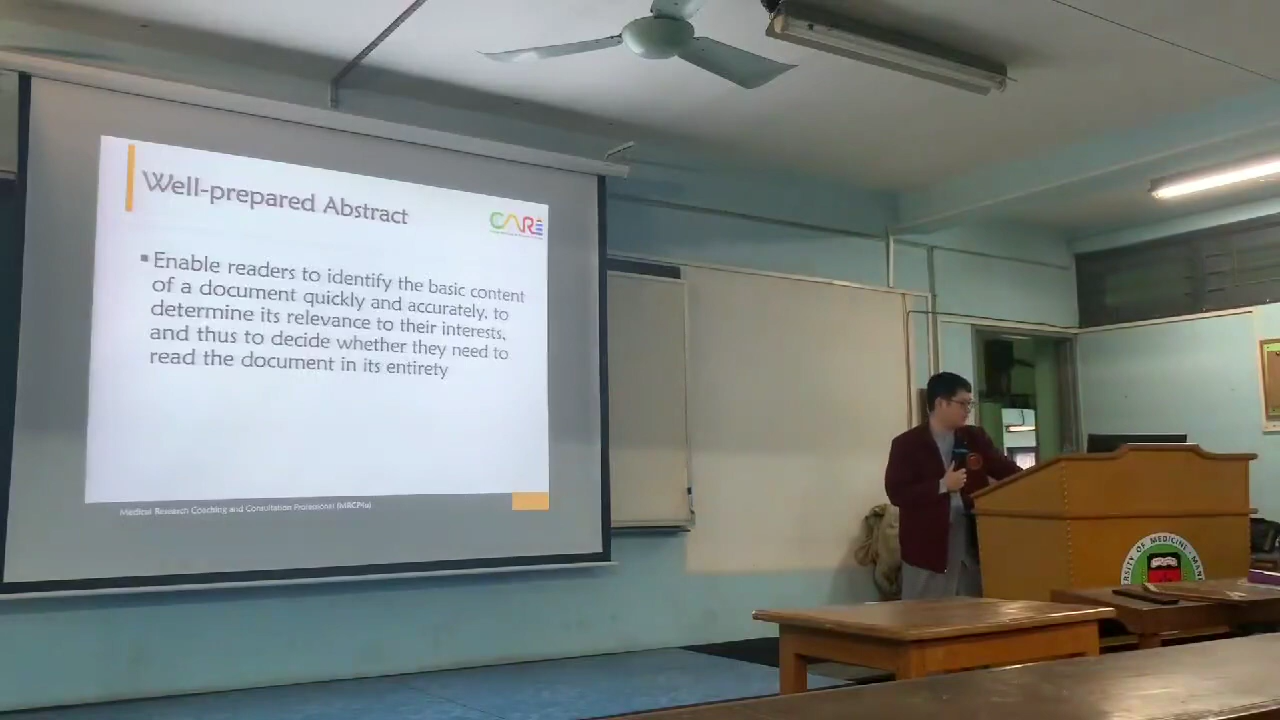 Well-prepared Abstract
CARE
▪ Enable readers to identify the basic content
of a document quickly and accurately, to
determine its relevance to their interests,
and thus to decide whether they need to
read the document in its entirety
Medical Research Coaching and Consultation Professional
OF MEDICINE